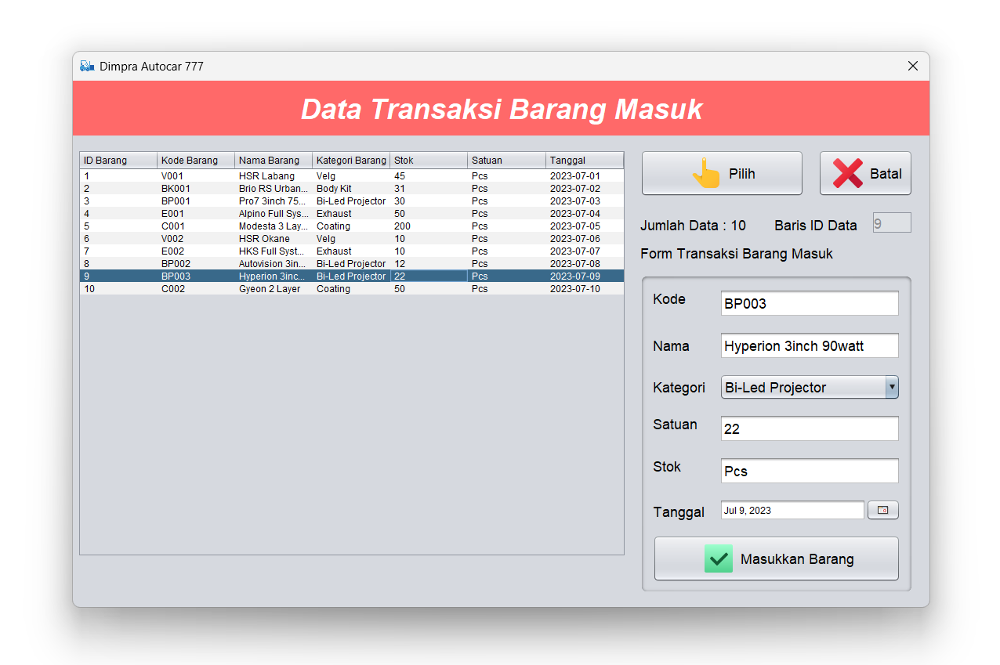 Dimpra Autocar 777
Data Transaksi Barang Masuk
ID Barang Kode Barang Nama Barang Kategori Barang Stok Satuan Tanggal
1 V001 HSR Labang Velg 45 Pcs 2023-07-01
2 BK001 Brio RS Urban... Body Kit 31 Pcs 2023-07-02
3 BP001 Pro7 3inch 75... Bi-Led Projector 30 Pcs 2023-07-03
4 E001 Alpino Full Sys... Exhaust 50 Pcs 2023-07-04
5 C001 Modesta 3 Lay... Coating 200 Pcs 2023-07-05
6 V002 HSR Okane Velg 10 Pcs 2023-07-06
7 E002 HKS Full Syst... Exhaust 10 Pcs 2023-07-07
8 BP002 Autovision 3in... Bi-Led Projector 12 Pcs 2023-07-08
9 BP003 Hyperion 3inc... Bi-Led Projector 22 Pcs 2023-07-09
10 C002 Gyeon 2 Layer Coating 50 Pcs 2023-07-10
Pilih Batal
Jumlah Data : 10 Baris ID Data 9
Form Transaksi Barang Masuk
Kode BP003
Nama Hyperion 3inch 90watt
Kategori Bi-Led Projector
Satuan 22
Stok Pcs
Tanggal Jul 9, 2023
Masukkan Barang